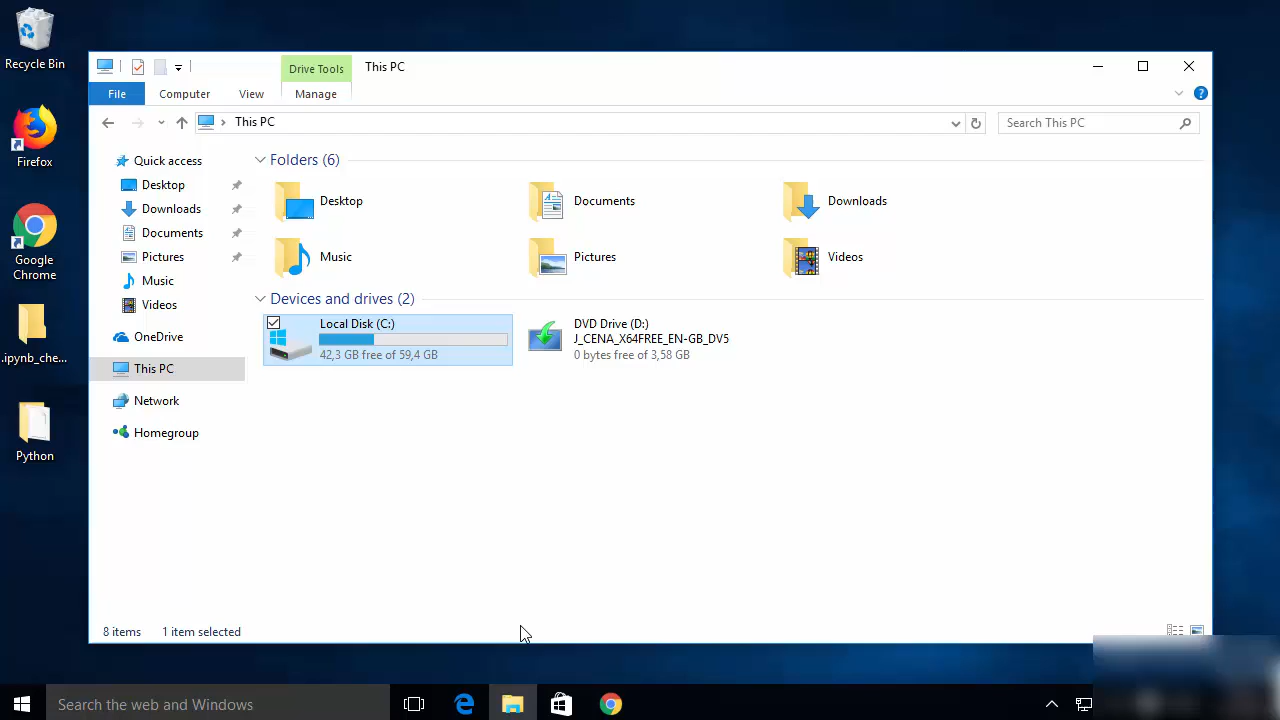 Recycle Bin
Firefox
Google
Chrome
.ipynb_che...
Python
Drive Tools
This PC
File
Computer
View
Manage
This PC
Search This PC
Quick access
Desktop
Downloads
Documents
Pictures
Music
Videos
OneDrive
This PC
Network
Homegroup
Folders (6)
Desktop
Documents
Downloads
Music
Pictures
Videos
Devices and drives (2)
Local Disk (C:)
42,3 GB free of 59,4 GB
DVD Drive (D:)
J_CENA_X64FREE_EN-GB_DV5
0 bytes free of 3,58 GB
8 items
1 item selected
Search the web and Windows